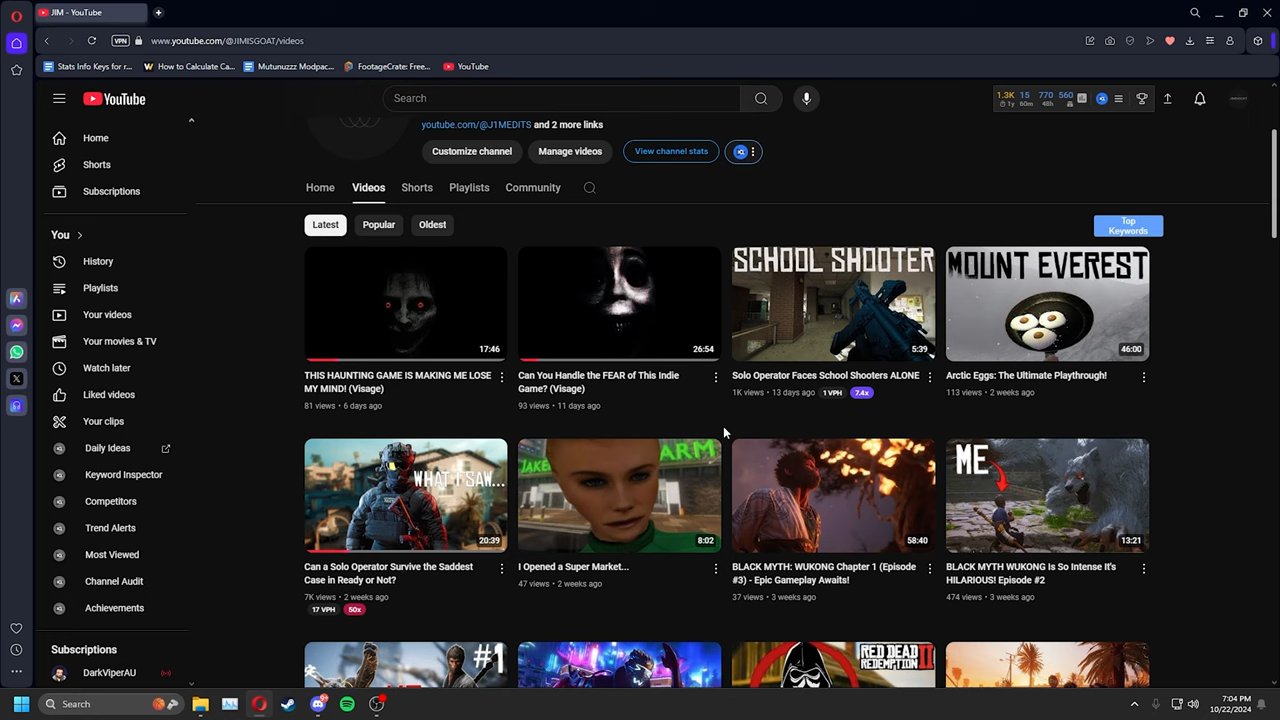 JIM - YouTube
VPN
www.youtube.com/@JIMISGOAT/videos
Stats Info Keys for r...
How to Calculate Ca...
Mutunuzzz Modpac...
FootageCrate: Free...
YouTube
YouTube
Search
1.3K 15 770 560
1y 60m 48h
youtube.com/@J1MEDITS and 2 more links
Customize channel
Manage videos
View channel stats
Home
Videos
Shorts
Playlists
Community
Latest
Popular
Oldest
Top
Keywords
Home
Shorts
Subscriptions
You
History
Playlists
Your videos
Your movies & TV
Watch later
Liked videos
Your clips
Daily Ideas
Keyword Inspector
Competitors
Trend Alerts
Most Viewed
Channel Audit
Achievements
Subscriptions
DarkViperAU
17:46
THIS HAUNTING GAME IS MAKING ME LOSE
MY MIND! (Visage)
81 views • 6 days ago
26:54
Can You Handle the FEAR of This Indie
Game? (Visage)
93 views • 11 days ago
SCHOOL SHOOTER
5:39
Solo Operator Faces School Shooters ALONE
1K views • 13 days ago 1 VPH 7.4x
MOUNT EVEREST
46:00
Arctic Eggs: The Ultimate Playthrough!
113 views • 2 weeks ago
WHAT I SAW...
20:39
Can a Solo Operator Survive the Saddest
Case in Ready or Not?
7K views • 2 weeks ago
17 VPH 50x
JAKE
ARM
8:02
I Opened a Super Market...
47 views • 2 weeks ago
58:40
BLACK MYTH: WUKONG Chapter 1 (Episode
#3) - Epic Gameplay Awaits!
37 views • 3 weeks ago
ME
13:21
BLACK MYTH WUKONG Is So Intense It's
HILARIOUS! Episode #2
474 views • 3 weeks ago
#1
RED DEAD
REDEMPTION II
Search
7:04 PM
10/22/2024